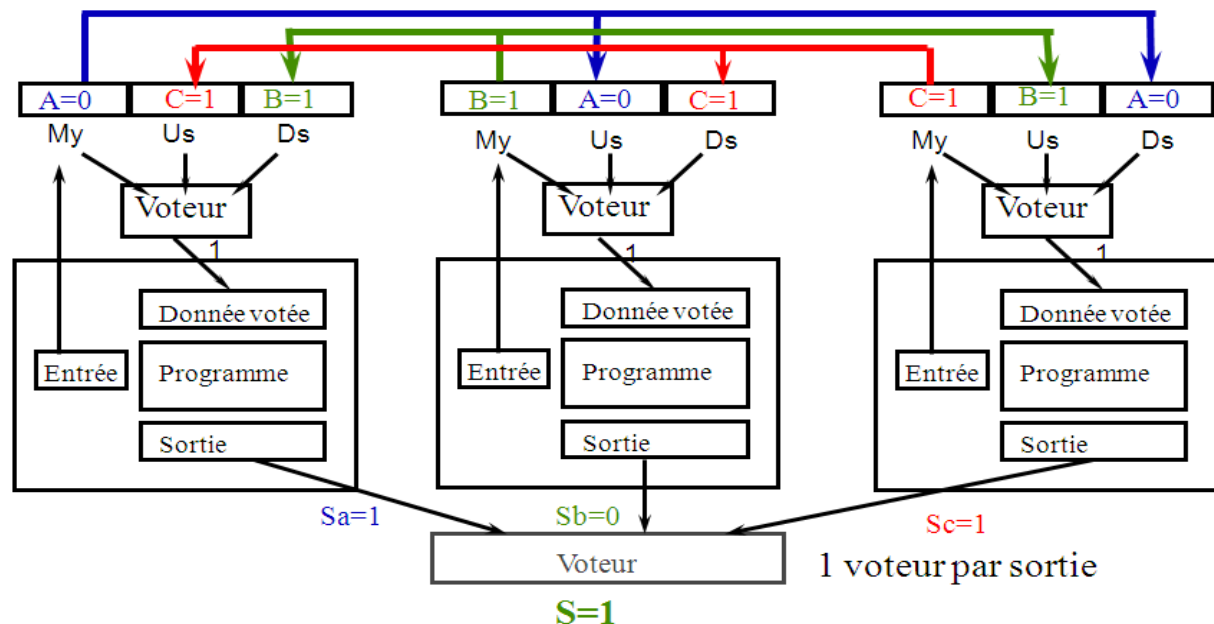 A=0 C=1 B=1 B=1 A=0 C=1 C=1 B=1 A=0
My Us Ds My Us Ds My Us Ds
Voteur Voteur Voteur
1 1 1
Donnée votée Donnée votée Donnée votée
Entrée Programme Entrée Programme Entrée Programme
Sortie Sortie Sortie
Sa=1 Sb=0 Sc=1
Voteur 1 voteur par sortie
S=1